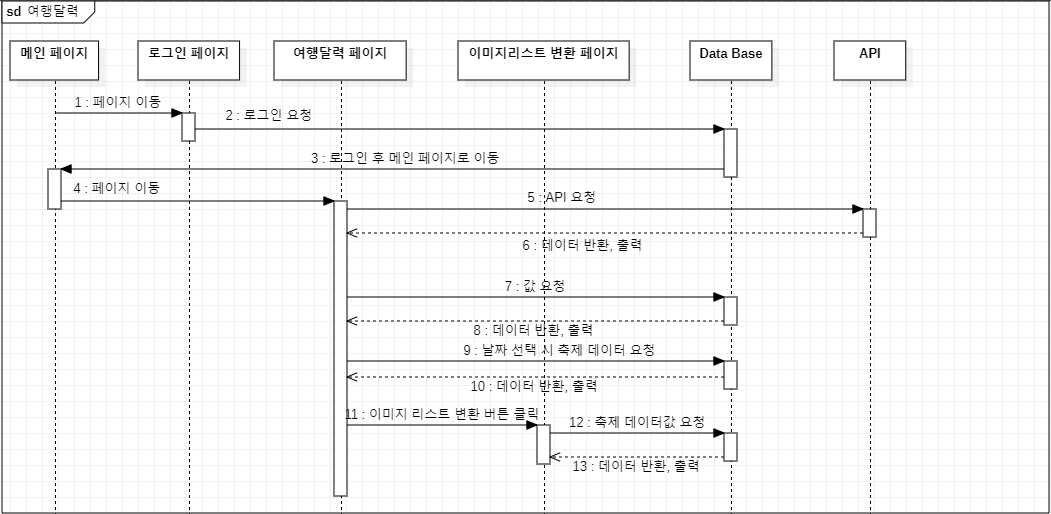 sd 여행달력
메인 페이지
로그인 페이지
여행달력 페이지
이미지리스트 변환 페이지
Data Base
API
1 : 페이지 이동
2 : 로그인 요청
3 : 로그인 후 메인 페이지로 이동
4 : 페이지 이동
5 : API 요청
6 : 데이터 반환, 출력
7 : 값 요청
8 : 데이터 반환, 출력
9 : 날짜 선택 시 축제 데이터 요청
10 : 데이터 반환, 출력
11 : 이미지 리스트 변환 버튼 클릭
12 : 축제 데이터값 요청
13 : 데이터 반환, 출력